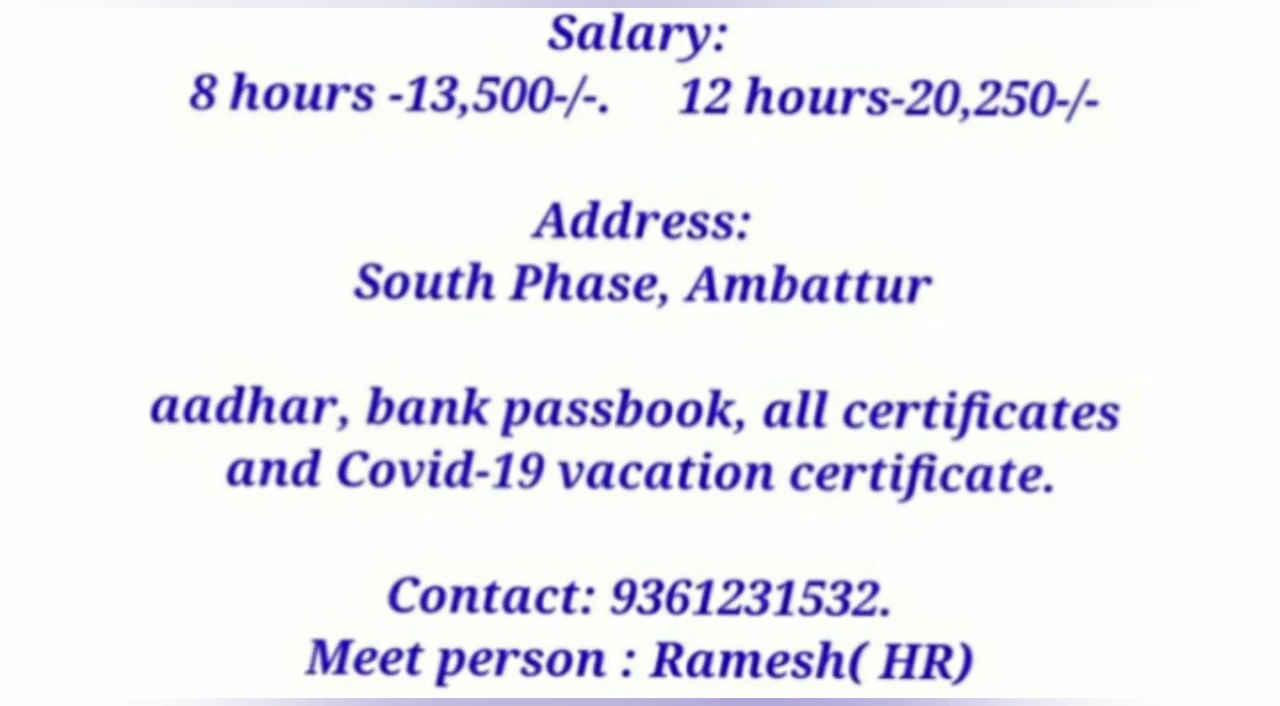 Salary:
8 hours -13,500-/-. 12 hours-20,250-/-
Address:
South Phase, Ambattur
aadhar, bank passbook, all certificates
and Covid-19 vacation certificate.
Contact: 9361231532.
Meet person : Ramesh( HR)